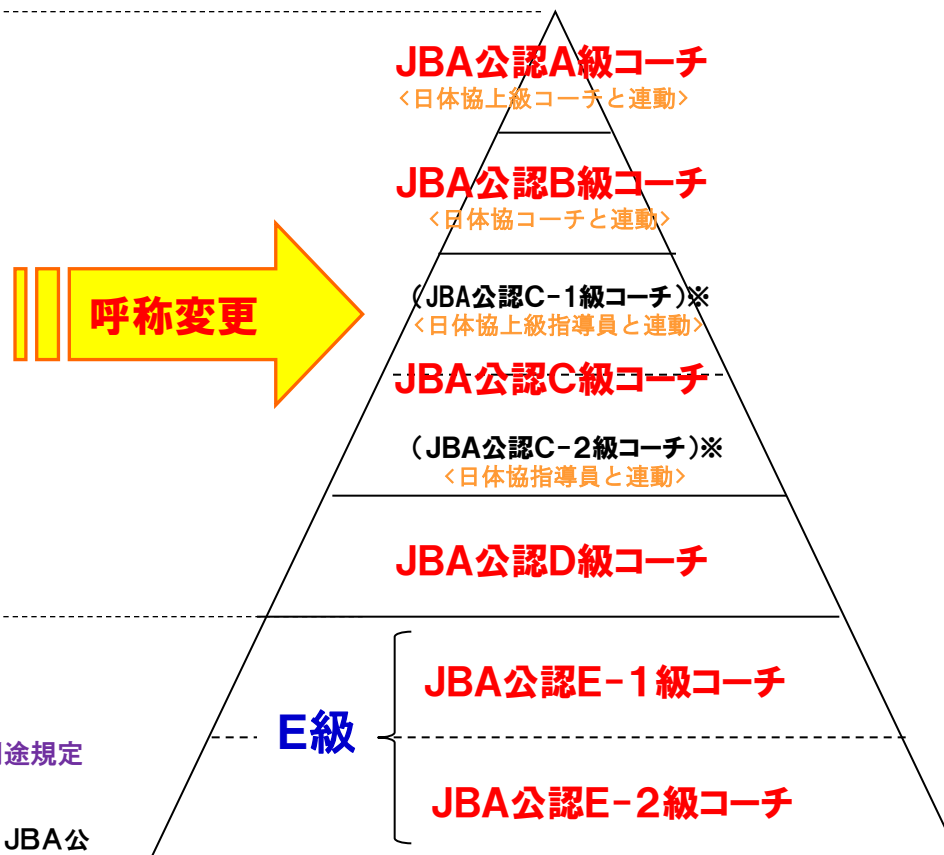 JBA公認A級コーチ
<日体協上級コーチと連動>
JBA公認B級コーチ
<日体協コーチと連動>
呼称変更
(JBA公認C-1級コーチ)※
<日体協上級指導員と連動>
JBA公認C級コーチ
(JBA公認C-2級コーチ)※
<日体協指導員と連動>
JBA公認D級コーチ
E級
JBA公認E-1級コーチ
途規定
JBA公認E-2級コーチ
JBA公